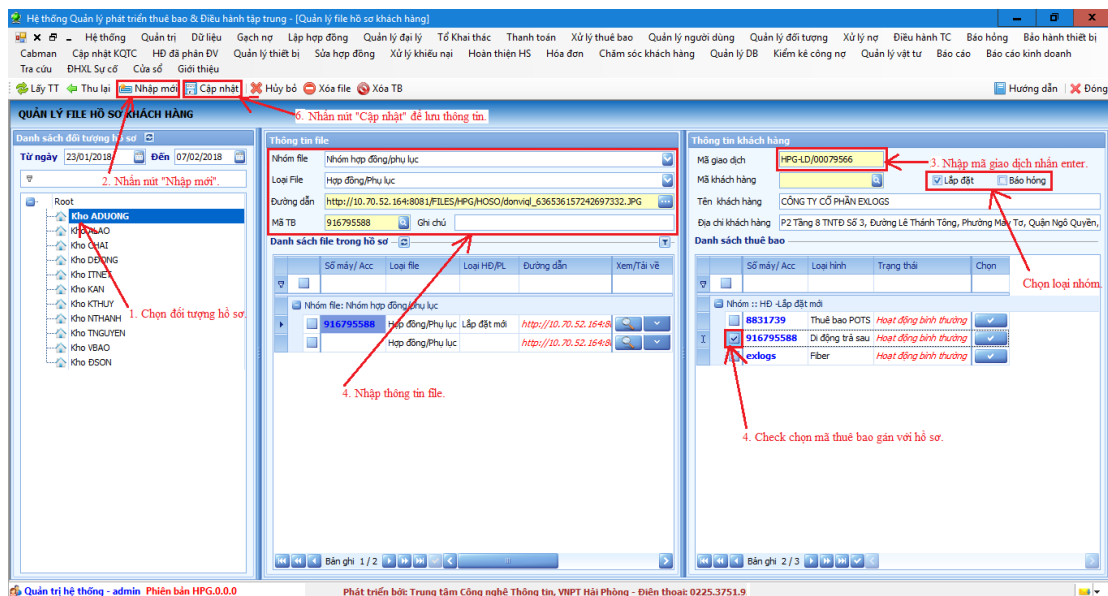 Hệ thống Quản lý phát triển thuê bao & Điều hành tập trung - [Quản lý file hồ sơ khách hàng]
Hệ thống Quản trị Dữ liệu Gạch nợ Lập hợp đồng Quản lý đại lý Tổ Khai thác Thanh toán Xử lý thuê bao Quản lý người dùng Quản lý đối tượng Xử lý nợ Điều hành TC Báo hỏng Bảo hành thiết bị
Cabman Cập nhật KQTC HĐ đã phân ĐV Quản lý thiết bị Sửa hợp đồng Xử lý khiếu nại Hoàn thiện HS Hóa đơn Chăm sóc khách hàng Quản lý DB Kiểm kê công nợ Quản lý vật tư Báo cáo Báo cáo kinh doanh
Tra cứu ĐHXL Sự cố Cửa sổ Giới thiệu
Lấy TT Thu lại Nhập mới Cập nhật Hủy bỏ Xóa file Xóa TB Hướng dẫn Đóng
QUẢN LÝ FILE HỒ SƠ KHÁCH HÀNG
6. Nhấn nút "Cập nhật" để lưu thông tin.
Danh sách đối tượng hồ sơ
Từ ngày 23/01/2018 Đến 07/02/2018
2. Nhấn nút "Nhập mới".
Root
Kho ADUONG
Kho ALAO
Kho CHAI
Kho DĐONG
Kho ITNET
Kho KAN
Kho KTHUY
Kho NTHANH
Kho TNGUYEN
Kho VBAO
Kho ĐSON
1. Chọn đối tượng hồ sơ.
Thông tin file
Nhóm file Nhóm hợp đồng/phụ lục
Loại File Hợp đồng/Phụ lục
Đường dẫn http://10.70.52.164:8081/FILES/HPG/HOSO/donviql_636536157242697332.JPG
Mã TB 916795588 Ghi chú
Danh sách file trong hồ sơ
Số máy/ Acc Loại file Loại HĐ/PL Đường dẫn Xem/Tải về
Nhóm file: Nhóm hợp đồng/phụ lục
916795588 Hợp đồng/Phụ lục Lắp đặt mới http://10.70.52.164:8
Hợp đồng/Phụ lục http://10.70.52.164:8
4. Nhập thông tin file.
Bản ghi 1 / 2
Thông tin khách hàng
Mã giao dịch HPG-LD/00079566
3. Nhập mã giao dịch nhấn enter.
Mã khách hàng Lắp đặt Báo hỏng
Tên khách hàng CÔNG TY CỔ PHẦN EXLOGS
Địa chỉ khách hàng P2 Tầng 8 TNTĐ Số 3, Đường Lê Thánh Tông, Phường Máy Tơ, Quận Ngô Quyền,
Danh sách thuê bao
Số máy/ Acc Loại hình Trạng thái Chọn
Chọn loại nhóm.
Nhóm :: HĐ -Lắp đặt mới
8831739 Thuê bao POTS Hoạt động bình thường
916795588 Di động trả sau Hoạt động bình thường
exlogs Fiber Hoạt động bình thường
4. Check chọn mã thuê bao gán với hồ sơ.
Bản ghi 2 / 3
Quản trị hệ thống - admin Phiên bản HPG.0.0.0 Phát triển bởi: Trung tâm Công nghệ Thông tin, VNPT Hải Phòng - Điện thoại: 0225.3751.9